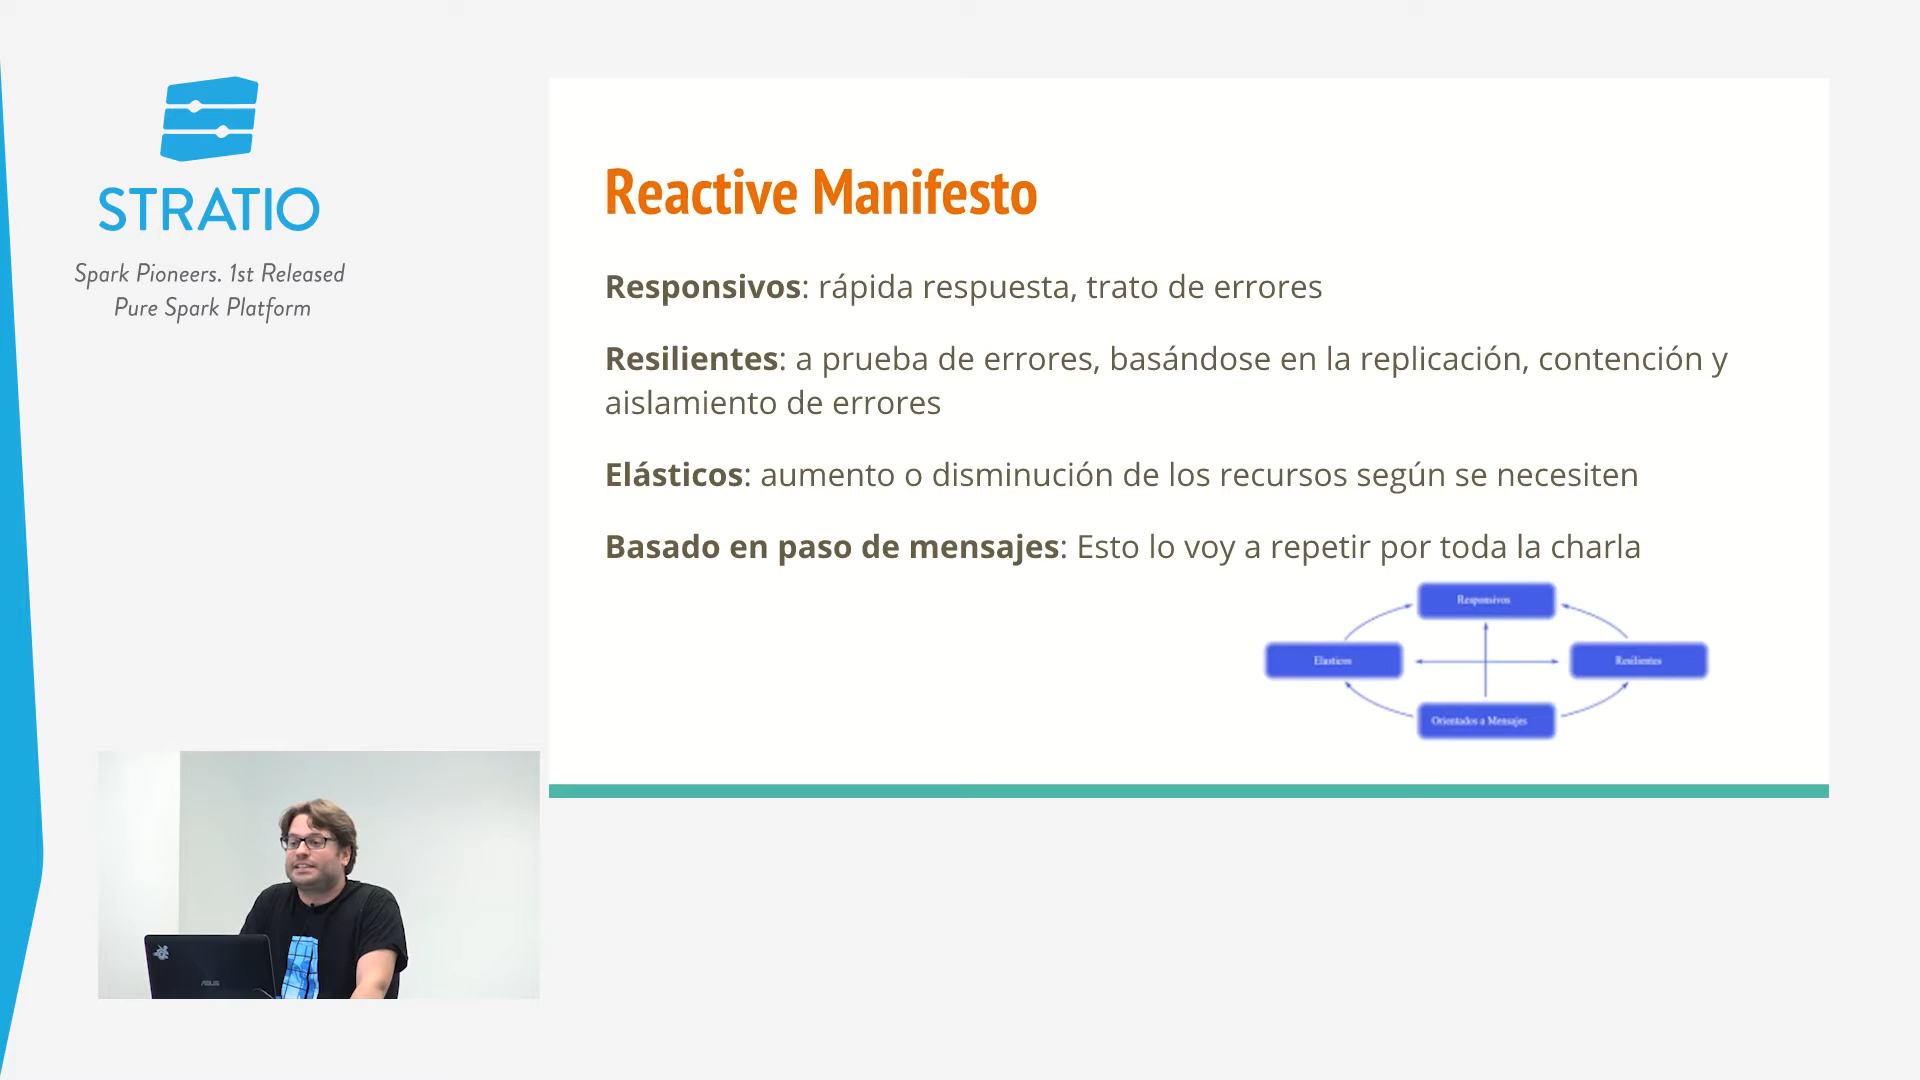 STRATIO
Spark Pioneers. 1st Released
Pure Spark Platform
Reactive Manifesto
Responsivos: rápida respuesta, trato de errores
Resilientes: a prueba de errores, basándose en la replicación, contención y
aislamiento de errores
Elásticos: aumento o disminución de los recursos según se necesiten
Basado en paso de mensajes: Esto lo voy a repetir por toda la charla
Responsivos
Elasticos
Resilientes
Orientados a Mensajes
ASUS